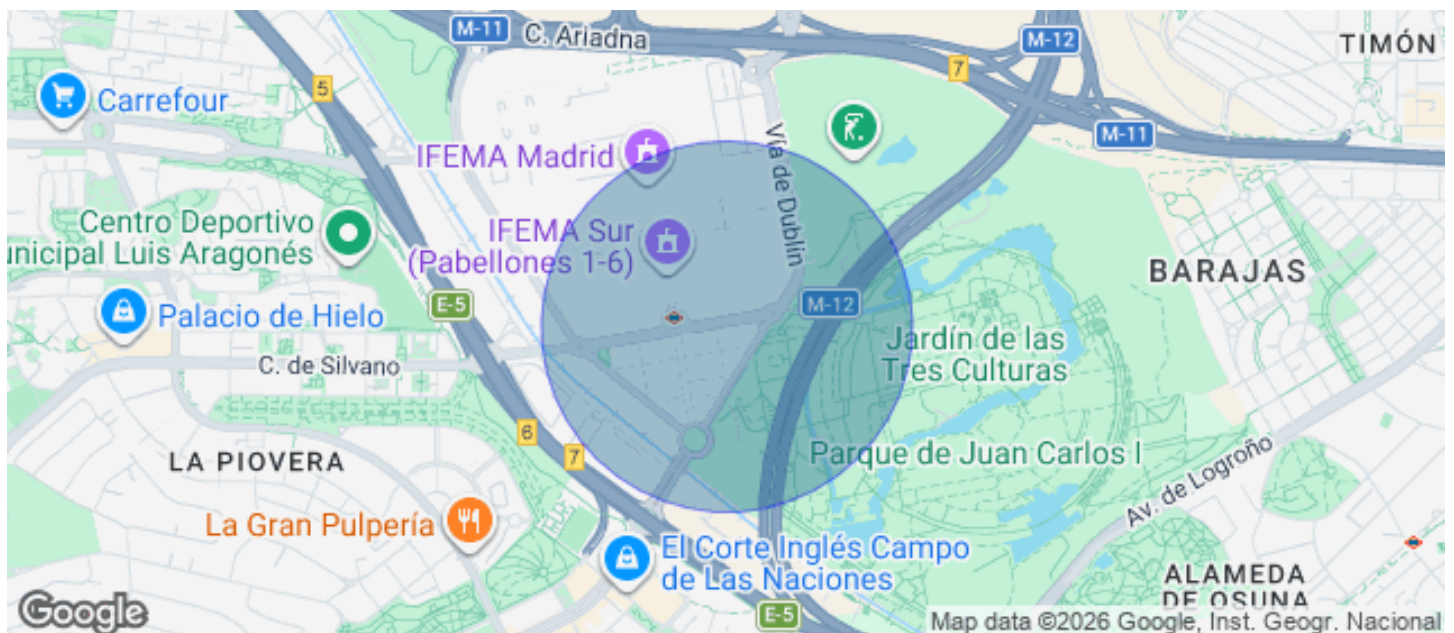 M-11
C. Ariadna
M-12
TIMÓN
5
7
Carrefour
M-11
IFEMA Madrid
Vía de Dublín
Centro Deportivo
unicipal Luis Aragonés
IFEMA Sur
(Pabellones 1-6)
BARAJAS
E-5
M-12
Palacio de Hielo
C. de Silvano
Jardín de las
Tres Culturas
6
7
LA PIOVERA
Parque de Juan Carlos I
Av. de Logroño
La Gran Pulpería
El Corte Inglés Campo
de Las Naciones
ALAMEDA
DE OSUNA
Google
E-5
Map data ©2026 Google, Inst. Geogr. Nacional